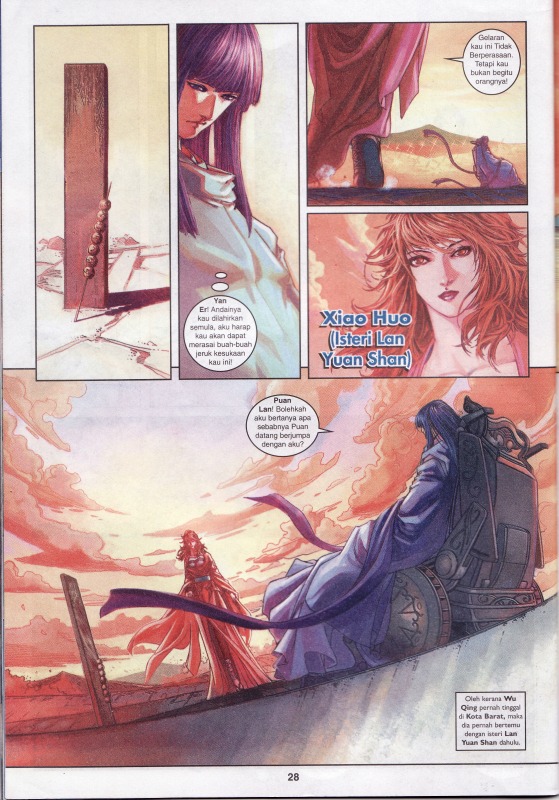 Yan
Er! Andainya
kau dilahirkan
semula, aku harap
kau akan dapat
merasai buah-buah
jeruk kesukaan
kau ini!
Gelaran
kau ini Tidak
Berperasaan.
Tetapi kau
bukan begitu
orangnya!
Xiao Huo
(Isteri Lan
Yuan Shan)
Puan
Lan! Bolehkah
aku bertanya apa
sebabnya Puan
datang berjumpa
dengan aku?
Oleh kerana Wu
Qing pernah tinggal
di Kota Barat, maka
dia pernah bertemu
dengan isteri Lan
Yuan Shan dahulu.
28